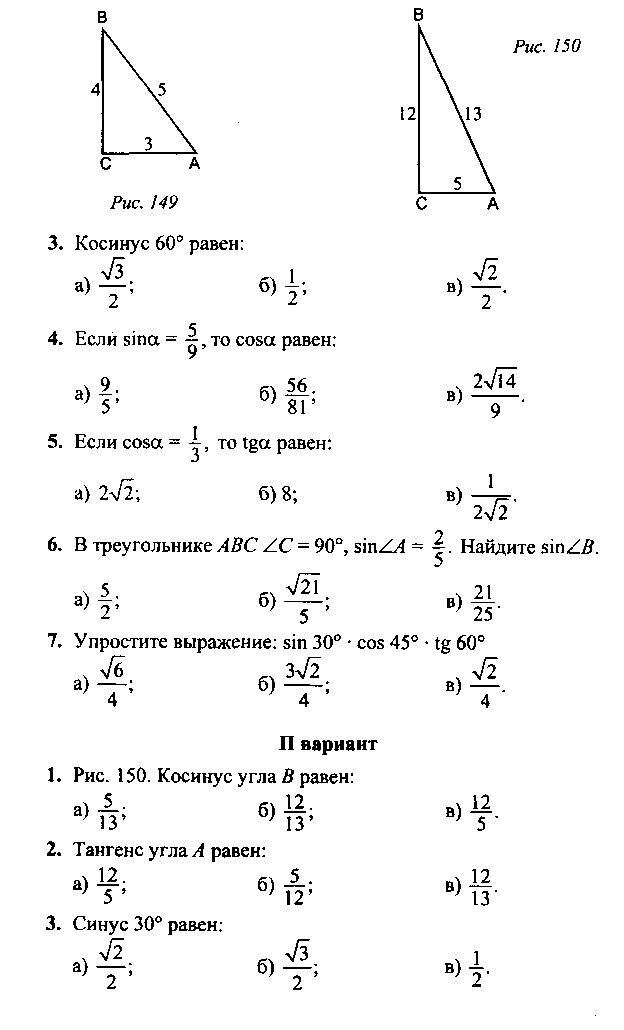 B
4
5
3
C
A
Рис. 149
B
12
13
5
C
A
Рис. 150
3. Косинус 60° равен:
а) √3/2; б) 1/2; в) √2/2.
4. Если sinα = 5/9, то cosα равен:
а) 9/5; б) 56/81; в) 2√14/9.
5. Если cosα = 1/3, то tgα равен:
а) 2√2; б) 8; в) 1/(2√2).
6. В треугольнике ABC ∠C = 90°, sin∠A = 2/5. Найдите sin∠B.
а) 5/2; б) √21/5; в) 21/25.
7. Упростите выражение: sin 30° · cos 45° · tg 60°
а) √6/4; б) 3√2/4; в) √2/4.
II вариант
1. Рис. 150. Косинус угла B равен:
а) 5/13; б) 12/13; в) 12/5.
2. Тангенс угла A равен:
а) 12/5; б) 5/12; в) 12/13.
3. Синус 30° равен:
а) √2/2; б) √3/2; в) 1/2.